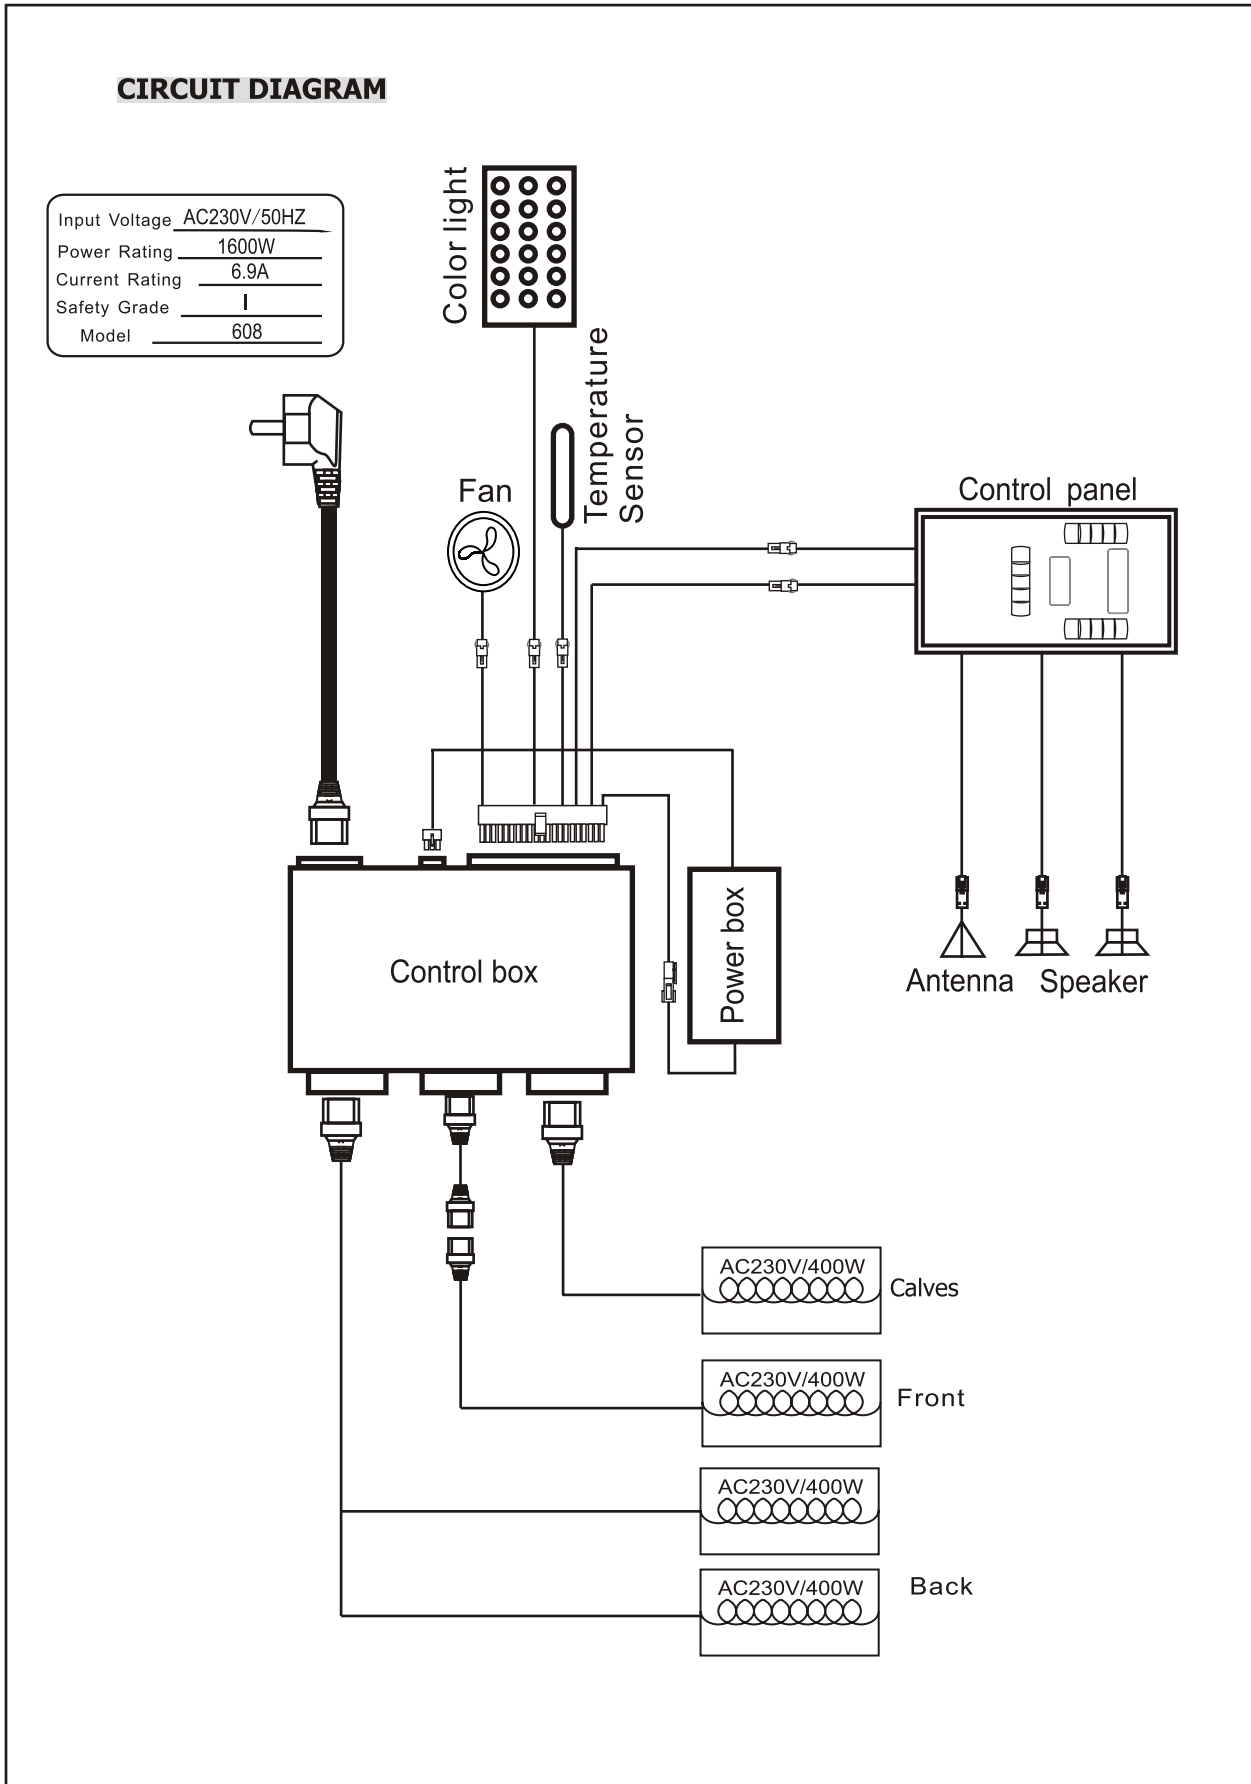 CIRCUIT DIAGRAM
Input Voltage AC230V/50HZ
Power Rating 1600W
Current Rating 6.9A
Safety Grade I
Model 608
Color light
Temperature
Sensor
Fan
Control panel
Control box
Power box
Antenna
Speaker
AC230V/400W
Calves
AC230V/400W
Front
AC230V/400W
AC230V/400W
Back